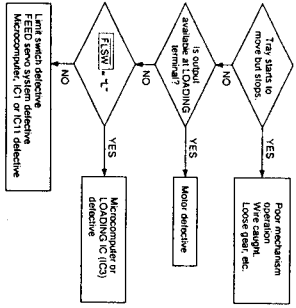 Tray starts to
move but stops.
YES
Poor mechanism
operation
Wire caught.
Loose gear, etc.
NO
Is output
available at LOADING
terminal?
YES
Motor defective
NO
FLSW = "L"
YES
Microcomputer or
LOADING IC (IC3)
defective
NO
Limit switch defective
FEED servo system defective
Microcomputer, IC1 or IC11 defective